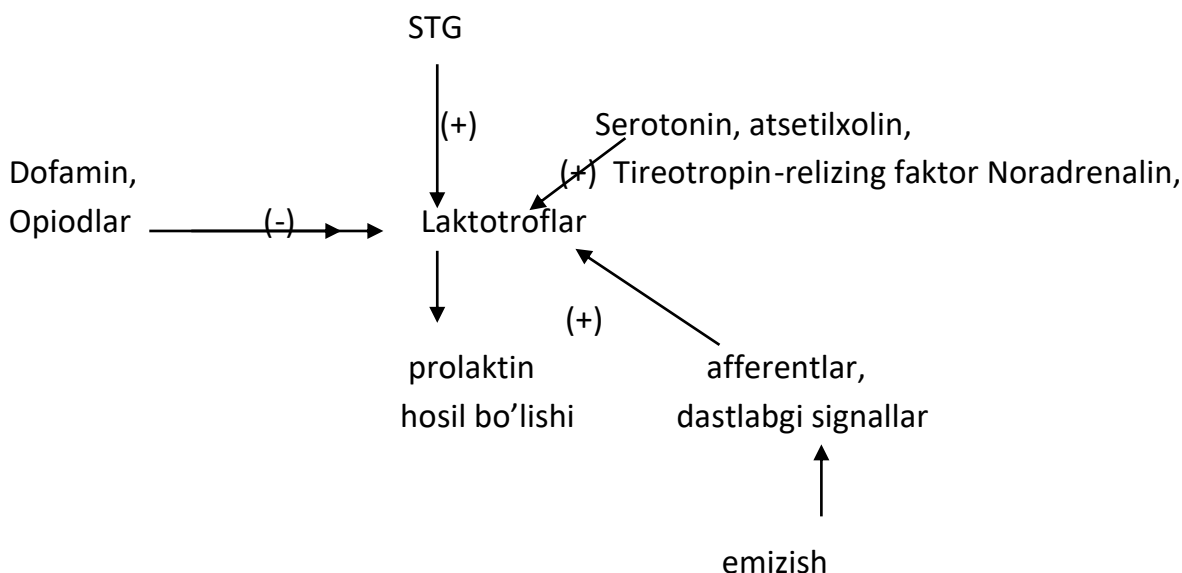 STG
(+)
Serotonin, atsetilxolin,
Dofamin,
(+) Tireotropin-relizing faktor Noradrenalin,
Opiodlar
(-)
Laktotroflar
(+)
prolaktin
hosil bo’lishi
afferentlar,
dastlabgi signallar
emizish